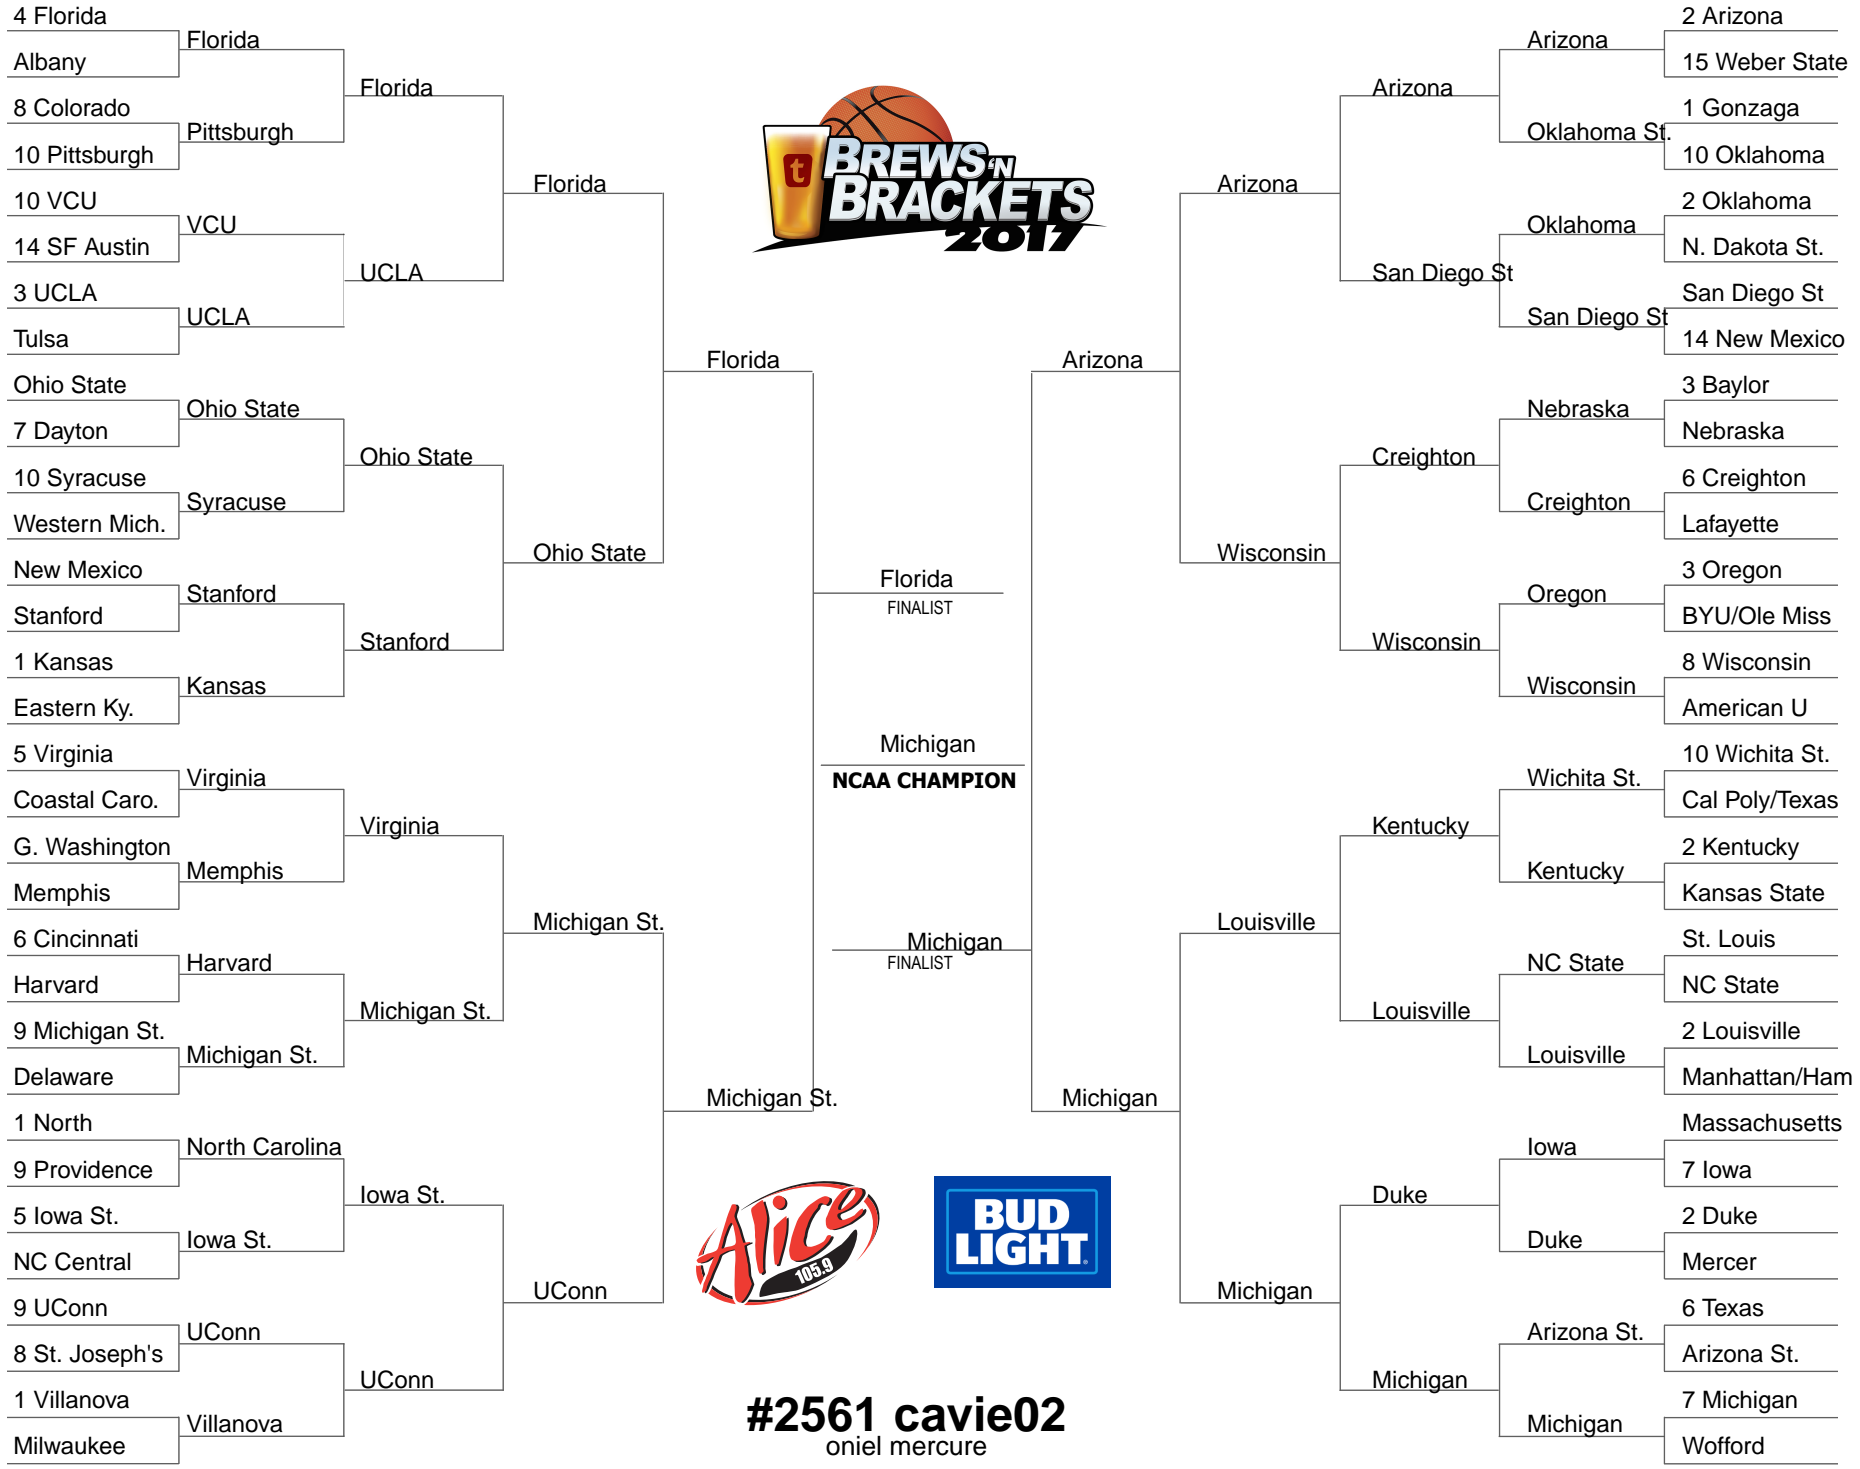 4 Florida
Albany
8 Colorado
10 Pittsburgh
10 VCU
14 SF Austin
3 UCLA
Tulsa
Ohio State
7 Dayton
10 Syracuse
Western Mich.
New Mexico
Stanford
1 Kansas
Eastern Ky.
5 Virginia
Coastal Caro.
G. Washington
Memphis
6 Cincinnati
Harvard
9 Michigan St.
Delaware
1 North
9 Providence
5 Iowa St.
NC Central
9 UConn
8 St. Joseph's
1 Villanova
Milwaukee
Florida
Pittsburgh
VCU
UCLA
Ohio State
Syracuse
Stanford
Kansas
Virginia
Memphis
Harvard
Michigan St.
North Carolina
Iowa St.
UConn
Villanova
Florida
UCLA
Ohio State
Stanford
Virginia
Michigan St.
Iowa St.
UConn
Florida
Ohio State
Michigan St.
UConn
Florida
Michigan St.
BREWS 'N
BRACKETS
2017
t
Florida
FINALIST
Michigan
NCAA CHAMPION
Michigan
FINALIST
Alice
105.9
BUD
LIGHT
#2561 cavie02
oniel mercure
Arizona
Michigan
Arizona
Wisconsin
Louisville
Michigan
Arizona
San Diego St
Creighton
Wisconsin
Kentucky
Louisville
Duke
Michigan
Arizona
Oklahoma St.
Oklahoma
San Diego St
Nebraska
Creighton
Oregon
Wisconsin
Wichita St.
Kentucky
NC State
Louisville
Iowa
Duke
Arizona St.
Michigan
2 Arizona
15 Weber State
1 Gonzaga
10 Oklahoma
2 Oklahoma
N. Dakota St.
San Diego St
14 New Mexico
3 Baylor
Nebraska
6 Creighton
Lafayette
3 Oregon
BYU/Ole Miss
8 Wisconsin
American U
10 Wichita St.
Cal Poly/Texas
2 Kentucky
Kansas State
St. Louis
NC State
2 Louisville
Manhattan/Ham
Massachusetts
7 Iowa
2 Duke
Mercer
6 Texas
Arizona St.
7 Michigan
Wofford